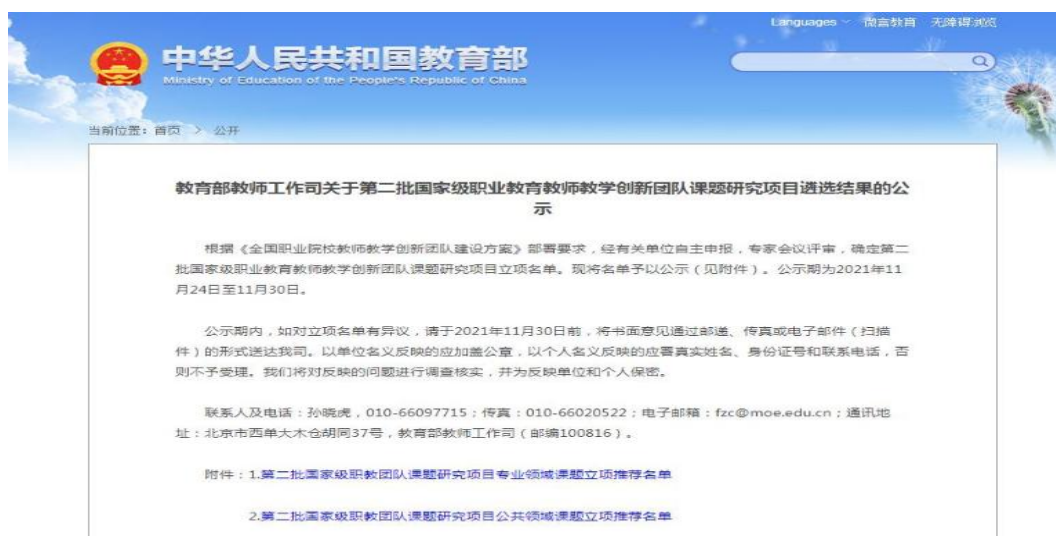 Languages 微言教育 无障碍浏览
中华人民共和国教育部
Ministry of Education of the People's Republic of China
当前位置：首页 > 公开
教育部教师工作司关于第二批国家级职业教育教师教学创新团队课题研究项目遴选结果的公
示
根据《全国职业院校教师教学创新团队建设方案》部署要求，经有关单位自主申报，专家会议评审，确定第二
批国家级职业教育教师教学创新团队课题研究项目立项名单。现将名单予以公示（见附件）。公示期为2021年11
月24日至11月30日。
公示期内，如对立项名单有异议，请于2021年11月30日前，将书面意见通过邮递、传真或电子邮件（扫描
件）的形式送达我司。以单位名义反映的应加盖公章，以个人名义反映的应署真实姓名、身份证号和联系电话，否
则不予受理。我们将对反映的问题进行调查核实，并为反映单位和个人保密。
联系人及电话：孙晓虎，010-66097715；传真：010-66020522；电子邮箱：fzc@moe.edu.cn；通讯地
址：北京市西单大木仓胡同37号，教育部教师工作司（邮编100816）。
附件：1.第二批国家级职教团队课题研究项目专业领域课题立项推荐名单
2.第二批国家级职教团队课题研究项目公共领域课题立项推荐名单